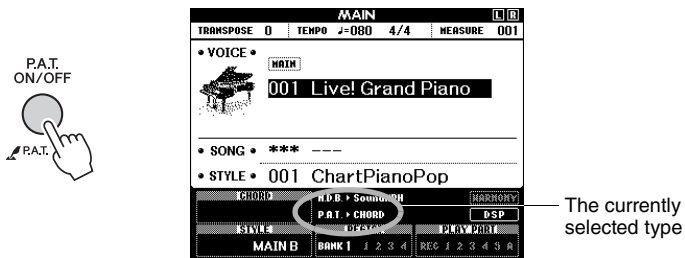 P.A.T.
ON/OFF
P.A.T.
MAIN L R
TRANSPOSE 0 TEMPO ♩=080 4/4 MEASURE 001
VOICE
MAIN
001 Live! Grand Piano
SONG *** ---
STYLE 001 ChartPianoPop
CHORD M.D.B. HARMONY
P.A.T. CHORD DSP
STYLE PLAY PART
MAIN B BANK 1 1 2 3 4 REC 1 2 3 4 5 A
The currently
selected type